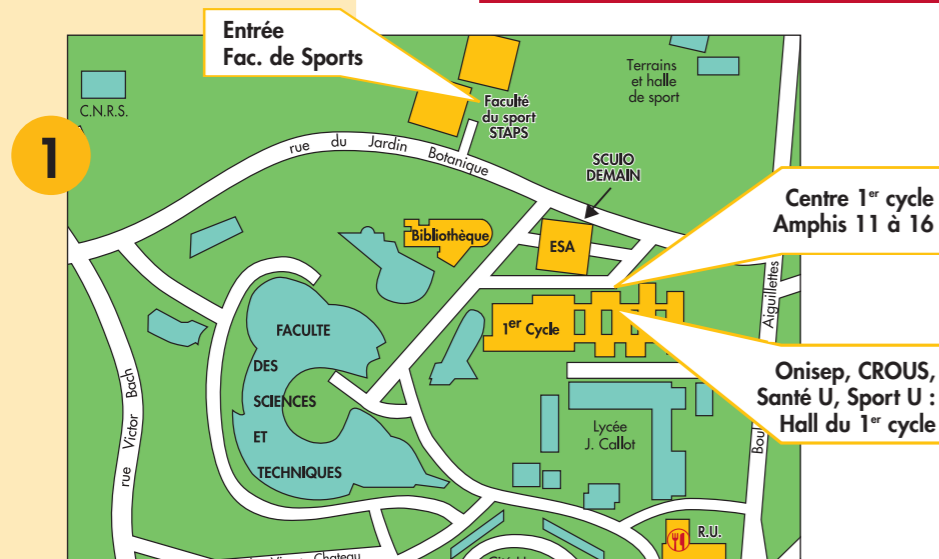 Entrée
Fac. de Sports
1
C.N.R.S.
Terrains
et halle
de sport
Faculté
du sport
STAPS
rue du Jardin Botanique
SCUIO
DEMAIN
Centre 1er cycle
Amphis 11 à 16
Bibliothèque
ESA
Aiguillettes
1er Cycle
FACULTE
DES
SCIENCES
ET
TECHNIQUES
rue Victor Bach
Onisep, CROUS,
Santé U, Sport U :
Hall du 1er cycle
Lycée
J. Callot
R.U.
Chateau